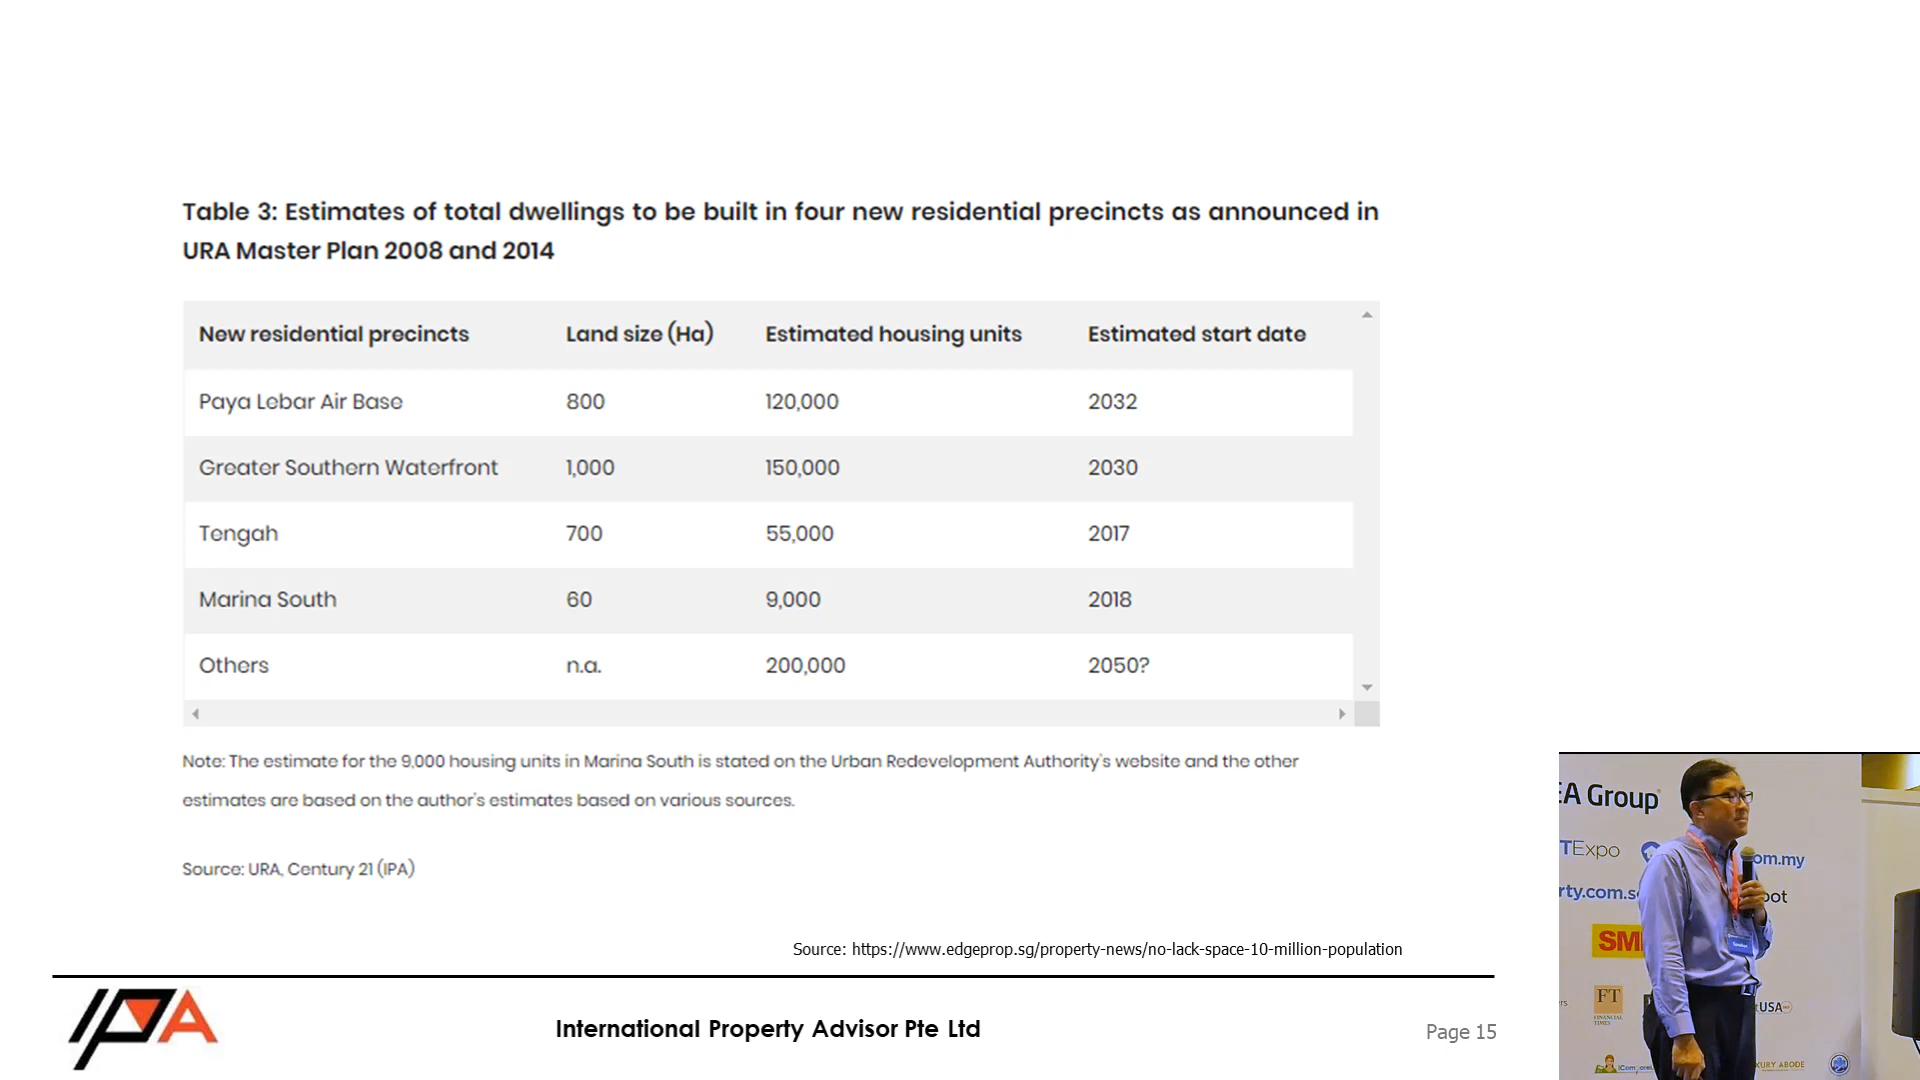 Table 3: Estimates of total dwellings to be built in four new residential precincts as announced in
URA Master Plan 2008 and 2014
New residential precincts Land size (Ha) Estimated housing units Estimated start date
Paya Lebar Air Base 800 120,000 2032
Greater Southern Waterfront 1,000 150,000 2030
Tengah 700 55,000 2017
Marina South 60 9,000 2018
Others n.a. 200,000 2050?
Note: The estimate for the 9,000 housing units in Marina South is stated on the Urban Redevelopment Authority's website and the other
estimates are based on the author's estimates based on various sources.
Source: URA, Century 21 (IPA)
Source: https://www.edgeprop.sg/property-news/no-lack-space-10-million-population
IPA
International Property Advisor Pte Ltd
Page 15
EA Group
TExpo
om.my
rty.com.s
oot
SM
FT
FINANCIAL
TIMES
USA
KURY ABODE
Speaker